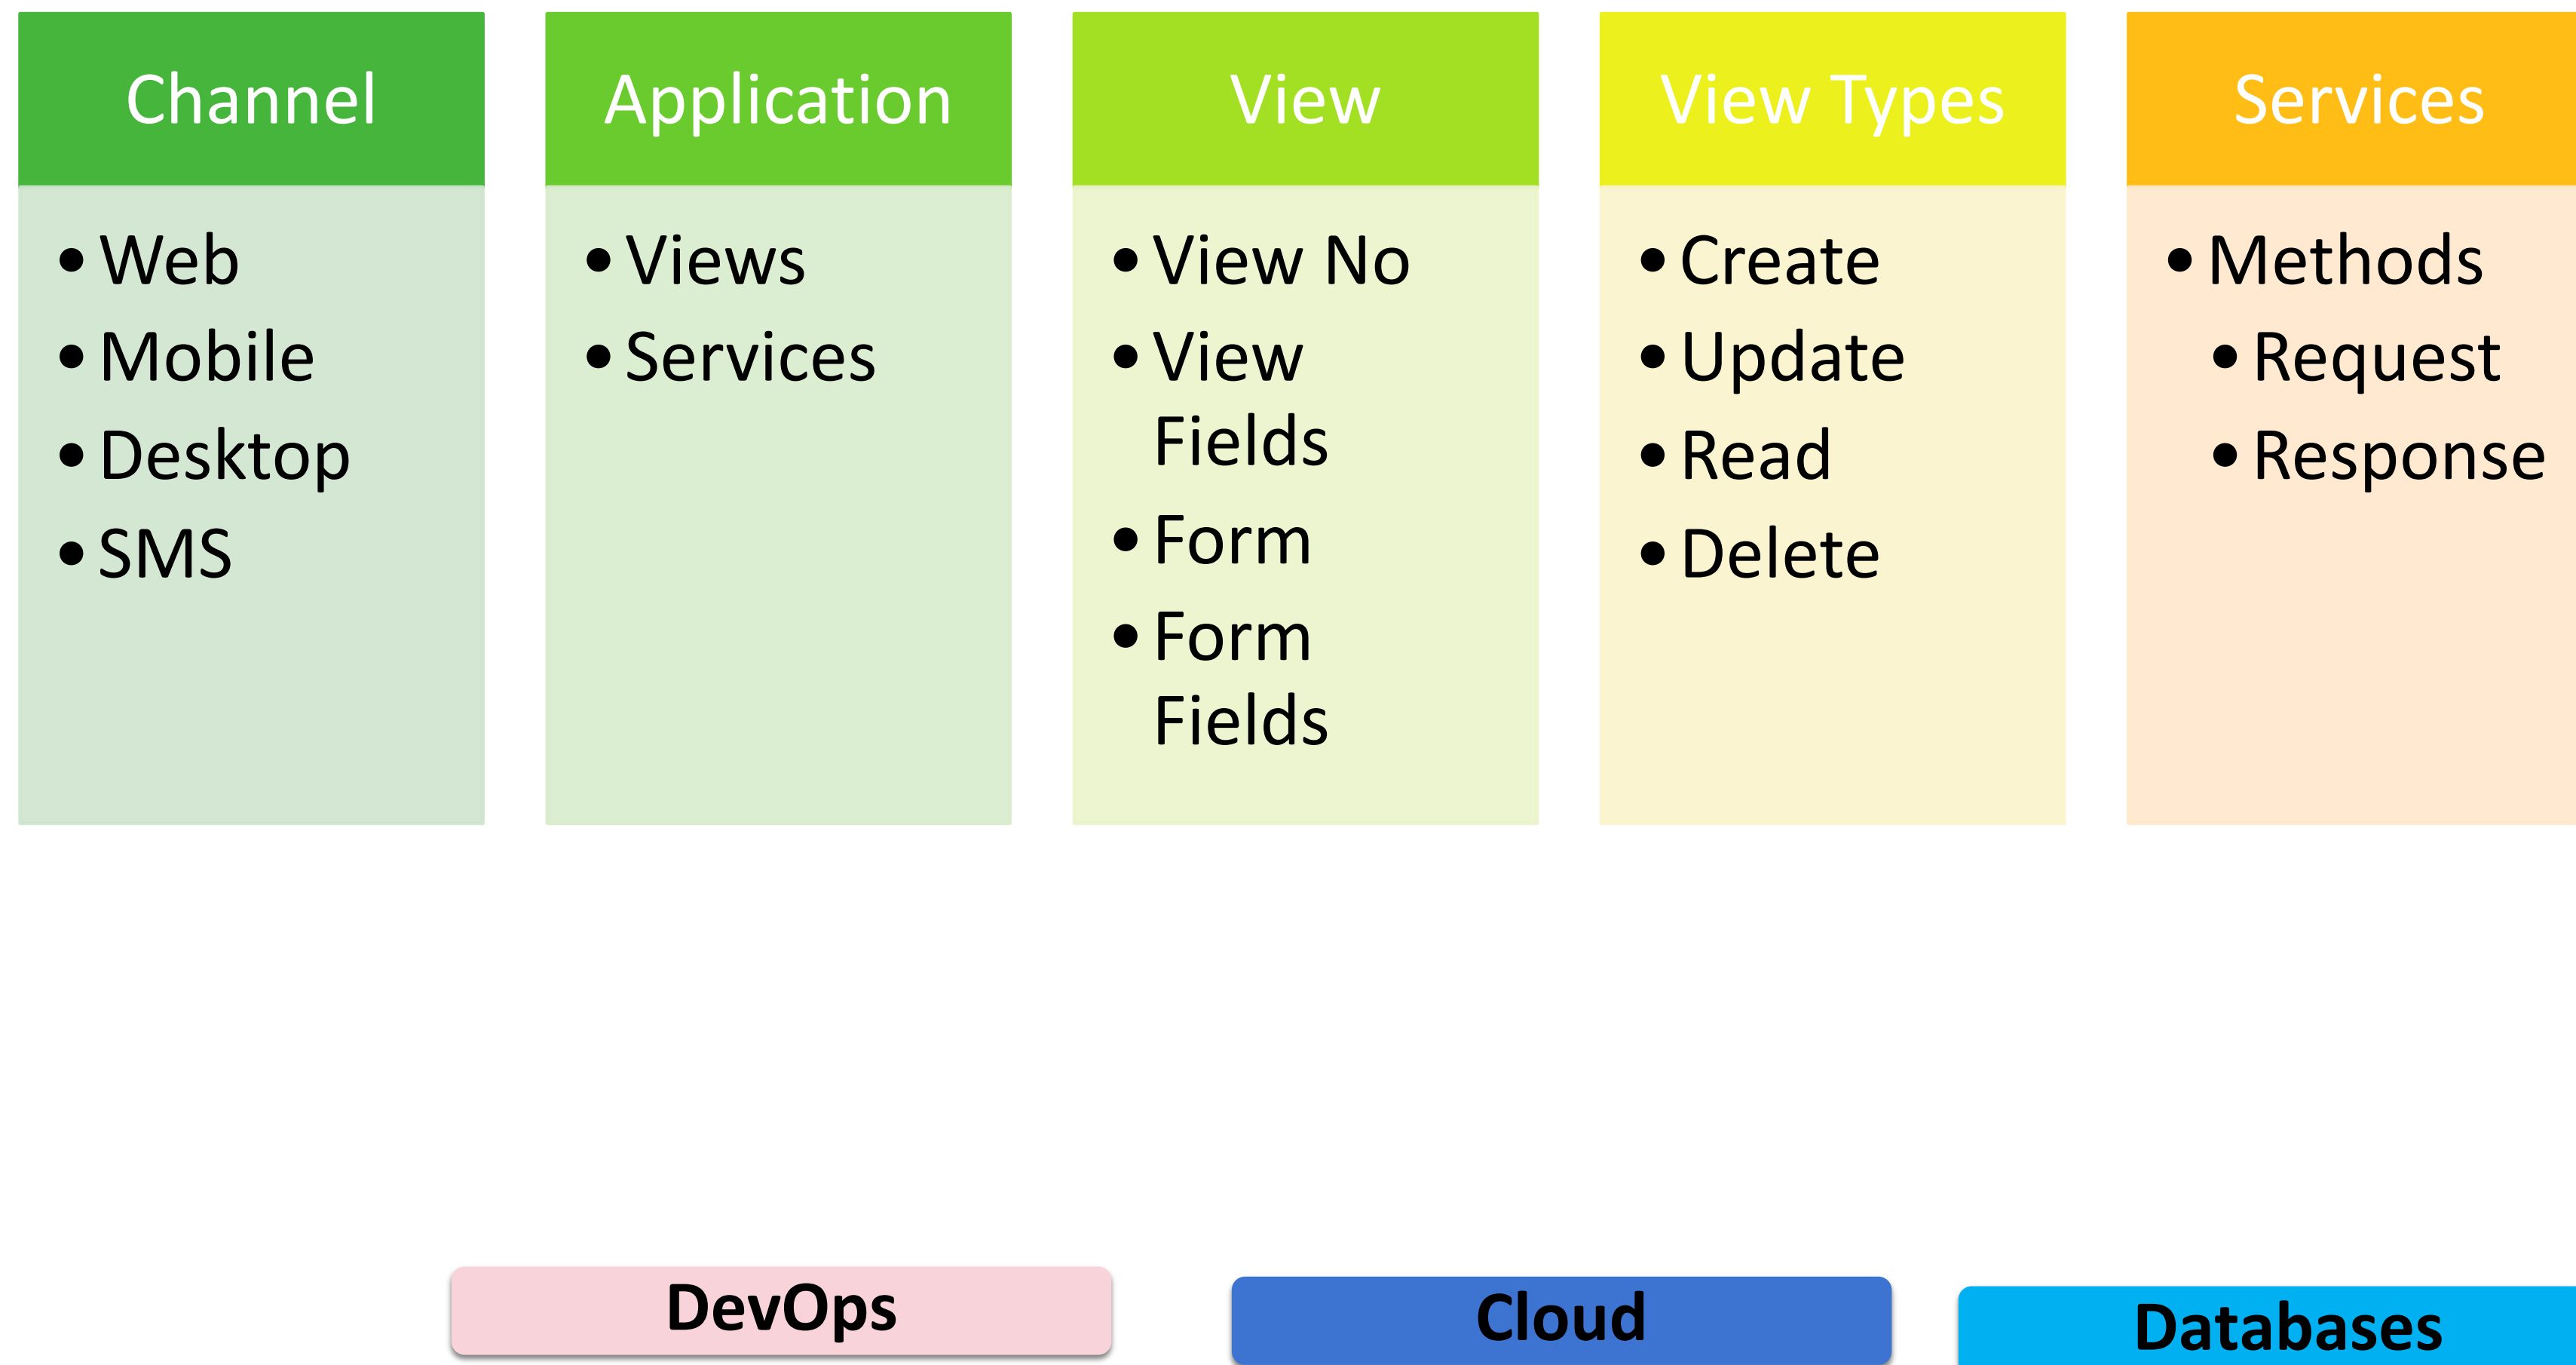 Channel
• Web
• Mobile
• Desktop
• SMS
Application
• Views
• Services
View
• View No
• View
Fields
• Form
• Form
Fields
View Types
• Create
• Update
• Read
• Delete
Services
• Methods
• Request
• Response
DevOps
Cloud
Databases